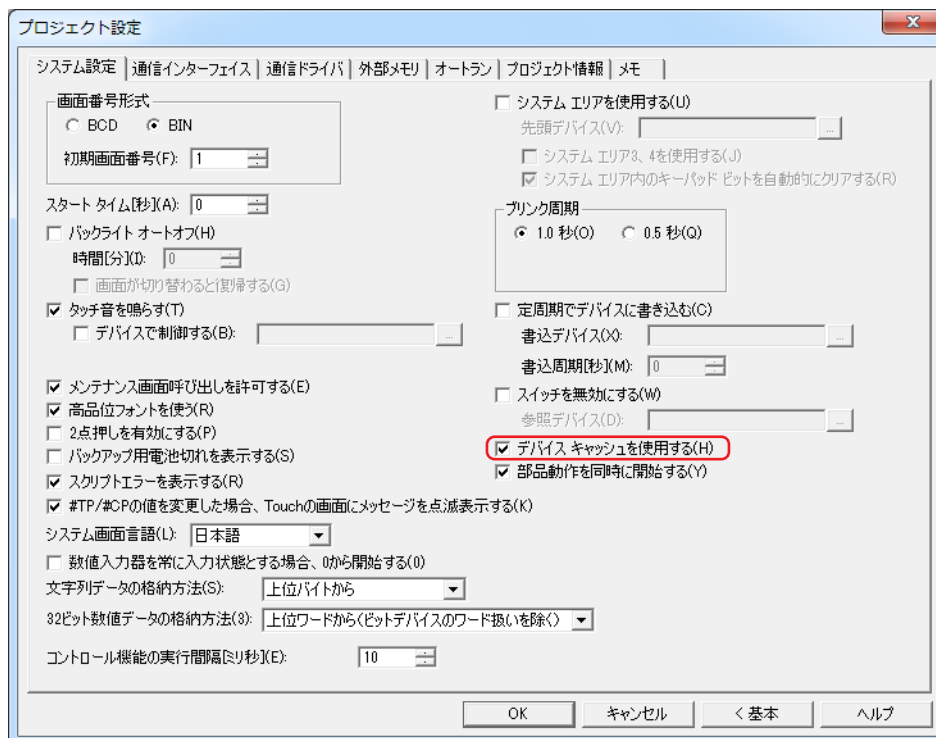 プロジェクト設定
システム設定 通信インターフェイス 通信ドライバ 外部メモリ オートラン プロジェクト情報 メモ
画面番号形式
BCD BIN
初期画面番号(F): 1
スタート タイム[秒](A): 0
バックライト オートオフ(H)
時間[分](I): 0
画面が切り替わると復帰する(G)
タッチ音を鳴らす(T)
デバイスで制御する(B): ...
メンテナンス画面呼び出しを許可する(E)
高品位フォントを使う(R)
2点押しを有効にする(P)
バックアップ用電池切れを表示する(S)
スクリプトエラーを表示する(R)
#TP/#CPの値を変更した場合、Touchの画面にメッセージを点滅表示する(K)
システム画面言語(L): 日本語
数値入力器を常に入力状態とする場合、0から開始する(0)
文字列データの格納方法(S): 上位バイトから
32ビット数値データの格納方法(3): 上位ワードから(ビットデバイスのワード扱いを除く)
コントロール機能の実行間隔[ミリ秒](E): 10
システム エリアを使用する(U)
先頭デバイス(V): ...
システム エリア3、4を使用する(J)
システム エリア内のキーパッド ビットを自動的にクリアする(R)
ブリンク周期
1.0 秒(O) 0.5 秒(Q)
定周期でデバイスに書き込む(C)
書込デバイス(X): ...
書込周期[秒](M): 0
スイッチを無効にする(W)
参照デバイス(D): ...
デバイス キャッシュを使用する(H)
部品動作を同時に開始する(Y)
OK キャンセル < 基本 ヘルプ